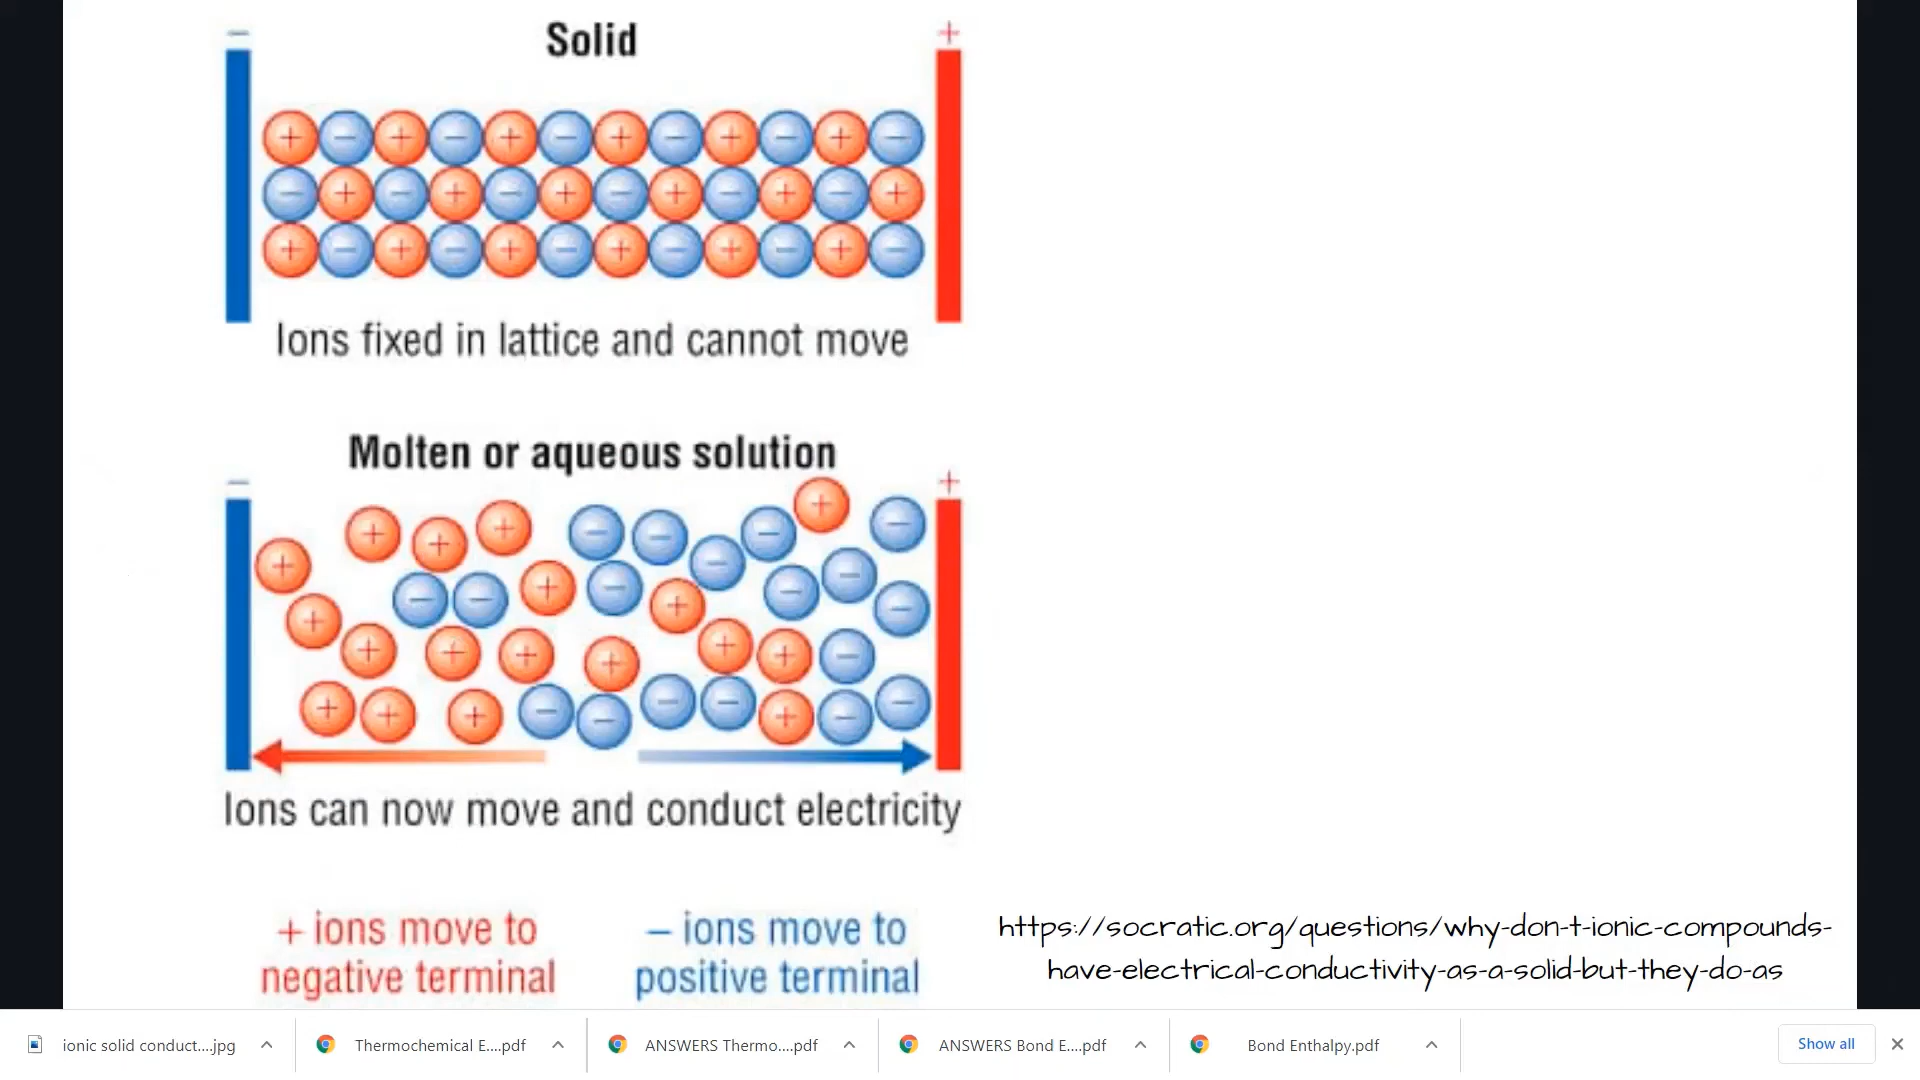 Solid
Ions fixed in lattice and cannot move
Molten or aqueous solution
Ions can now move and conduct electricity
+ ions move to
negative terminal
– ions move to
positive terminal
https://socratic.org/questions/why-don-t-ionic-compounds-
have-electrical-conductivity-as-a-solid-but-they-do-as
ionic solid conduct....jpg
Thermochemical E....pdf
ANSWERS Thermo....pdf
ANSWERS Bond E....pdf
Bond Enthalpy.pdf
Show all